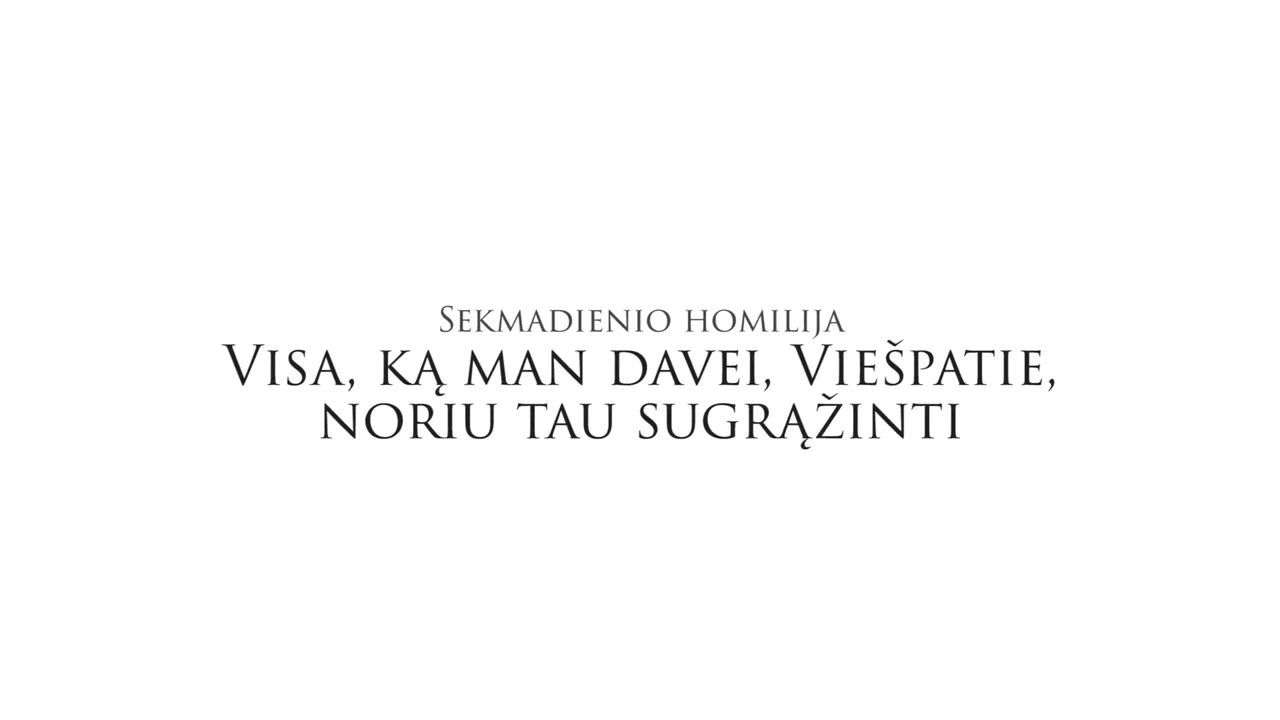 Sekmadienio homilija
Visa, ką man davei, Viešpatie,
noriu tau sugrąžinti